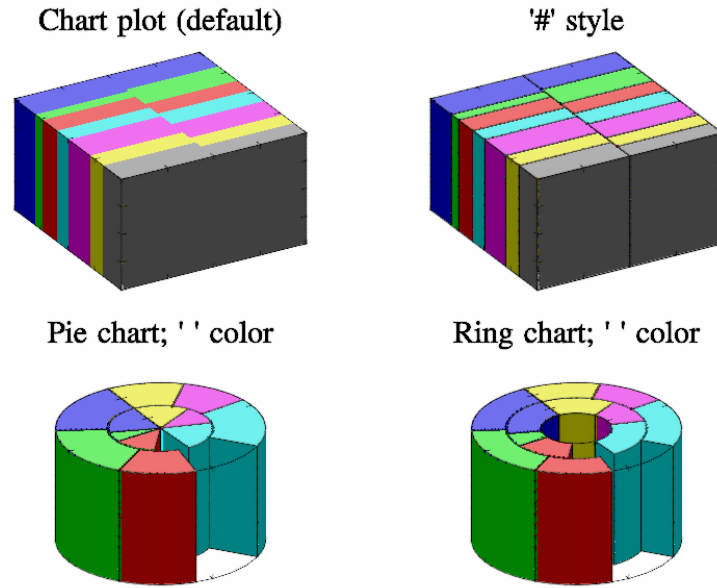 Chart plot (default)
'#' style
Pie chart; ' ' color
Ring chart; ' ' color